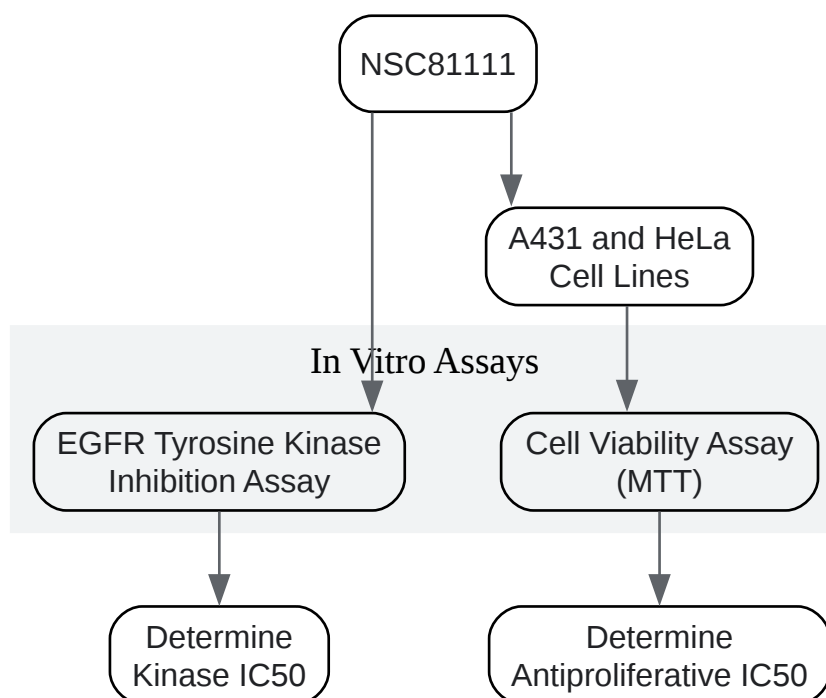 NSC81111
A431 and HeLa
Cell Lines
In Vitro Assays
EGFR Tyrosine Kinase
Inhibition Assay
Cell Viability Assay
(MTT)
Determine
Kinase IC50
Determine
Antiproliferative IC50